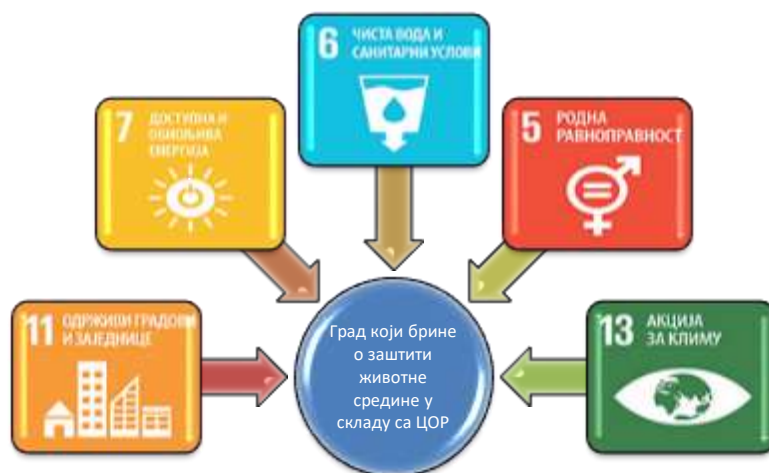 6 ЧИСТА ВОДА И
САНИТАРНИ УСЛОВИ
7 ДОСТУПНА И
ОБНОВЉИВА
ЕНЕРГИЈА
5 РОДНА
РАВНОПРАВНОСТ
11 ОДРЖИВИ ГРАДОВИ
И ЗАЈЕДНИЦЕ
Град који брине
о заштити
животне
средине у
складу са ЦОР
13 АКЦИЈА
ЗА КЛИМУ